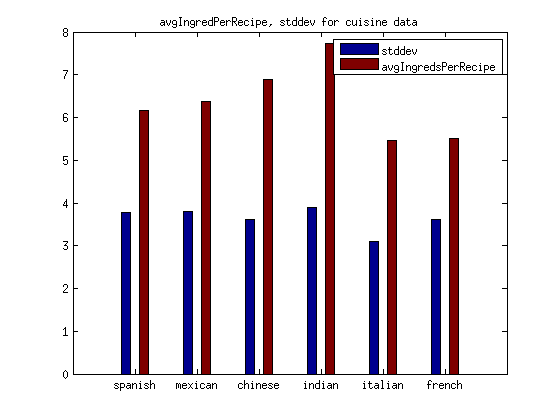 avgIngredPerRecipe, stddev for cuisine data
8
stddev
avgIngredsPerRecipe
7
6
5
4
3
2
1
0
spanish mexican chinese indian italian french